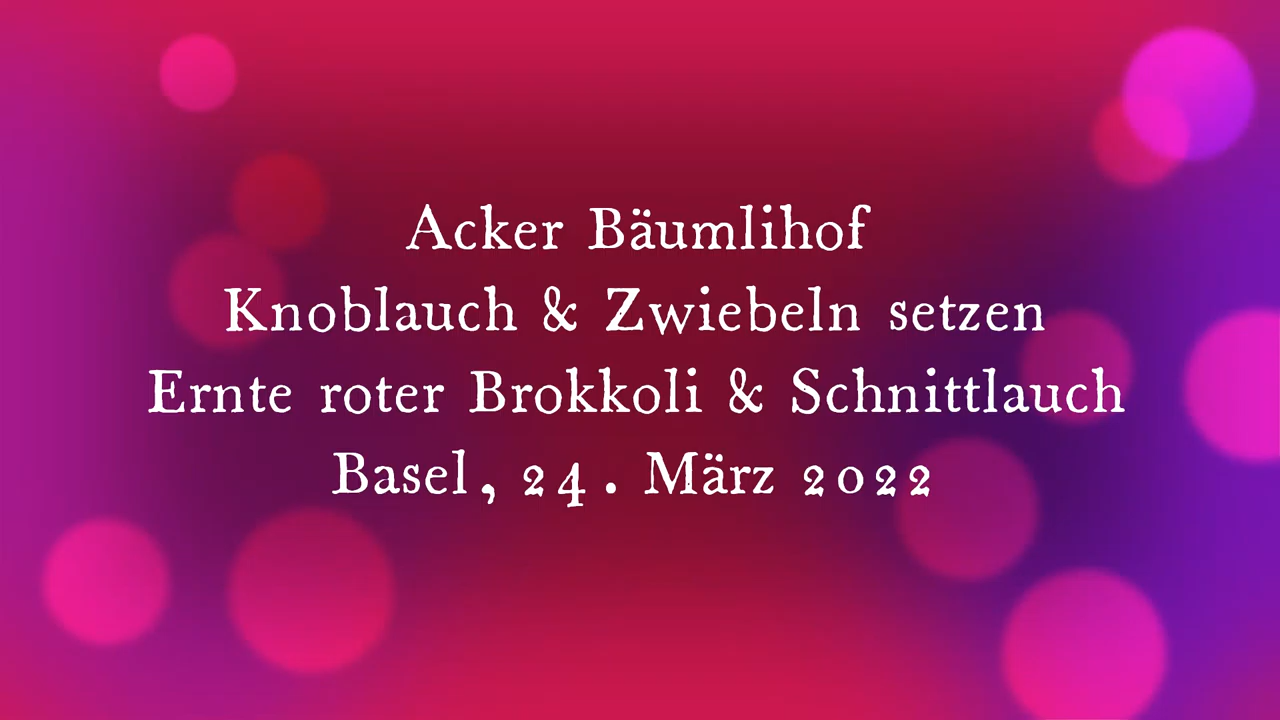 Acker Bäumlihof
Knoblauch & Zwiebeln setzen
Ernte roter Brokkoli & Schnittlauch
Basel, 24. März 2022